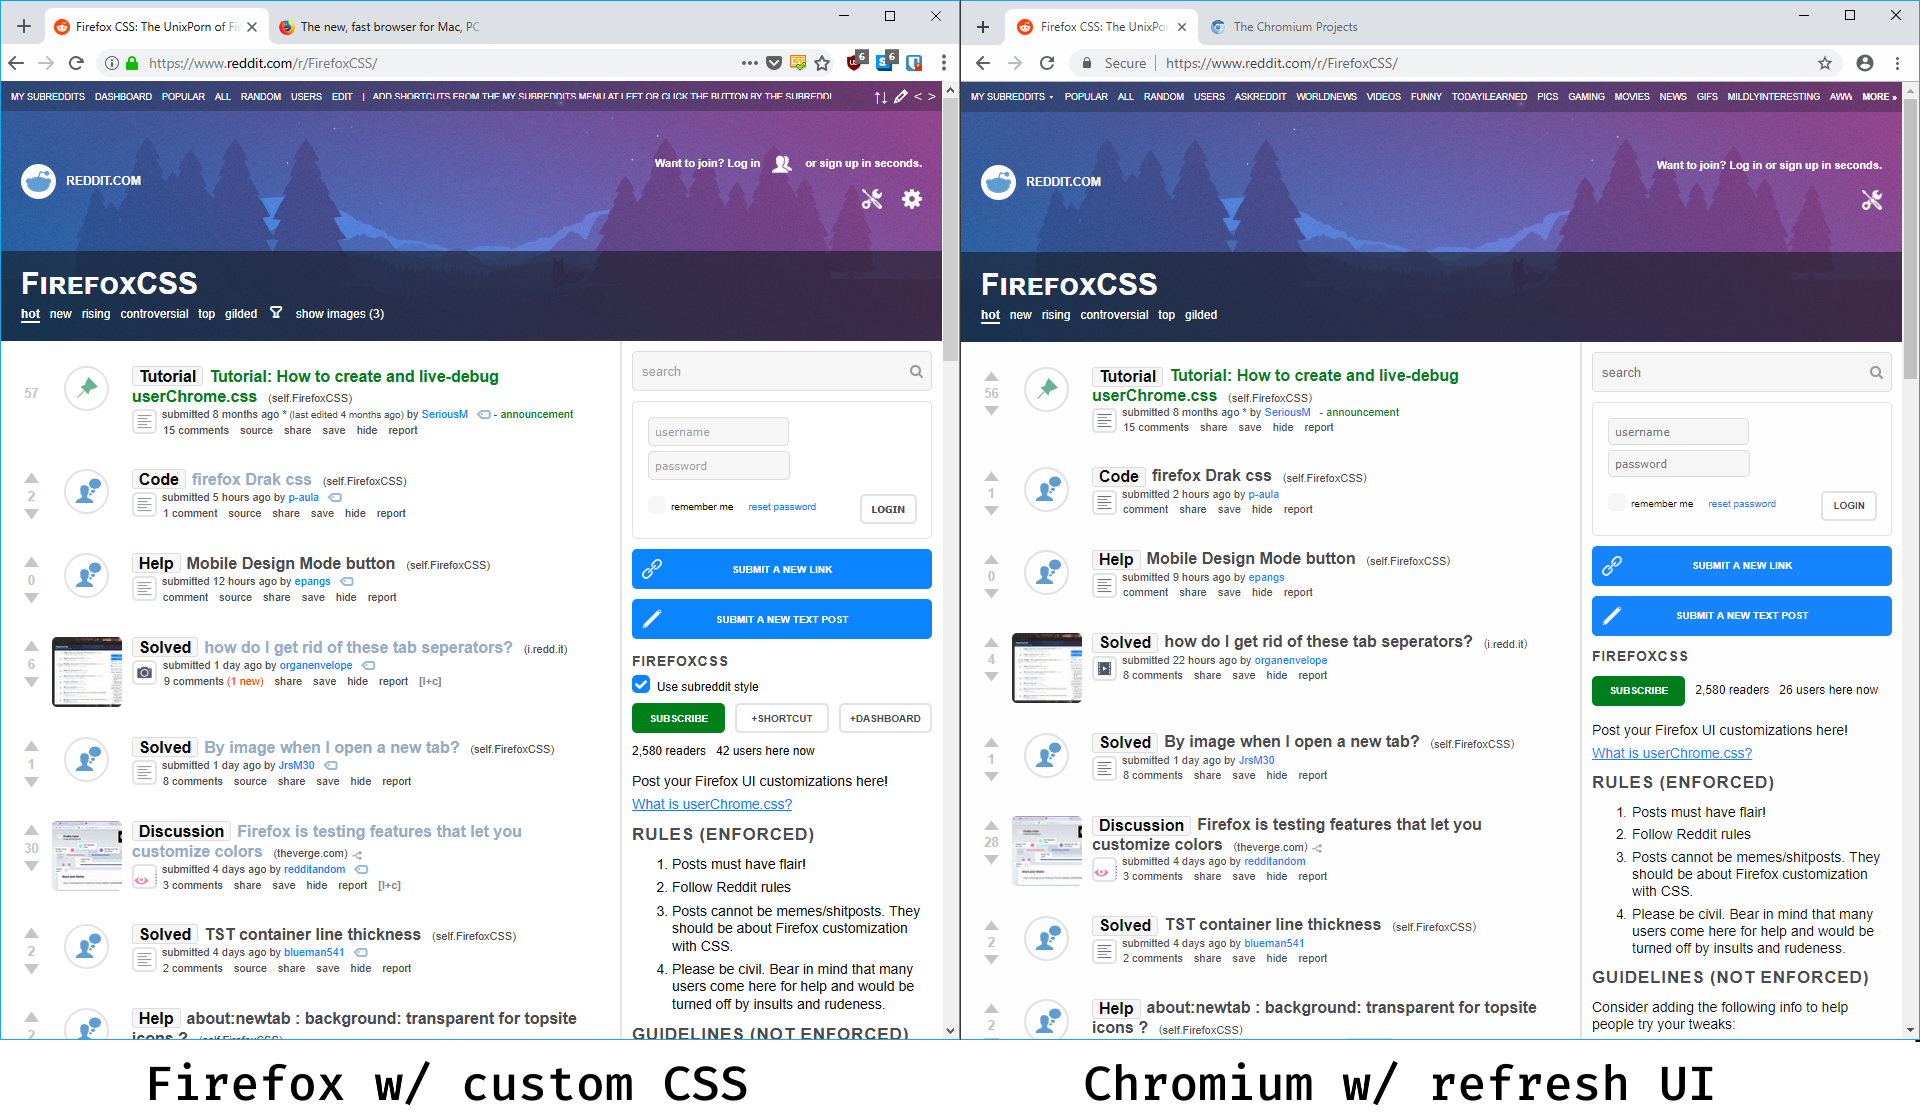 Firefox CSS: The UnixPorn of Fi
The new, fast browser for Mac, PC
https://www.reddit.com/r/FirefoxCSS/
6
6
MY SUBREDDITS DASHBOARD POPULAR ALL RANDOM USERS EDIT | ADD SHORTCUTS FROM THE MY SUBREDDITS MENU AT LEFT OR CLICK THE BUTTON BY THE SUBREDDI < >
Want to join? Log in or sign up in seconds.
REDDIT.COM
FirefoxCSS
hot new rising controversial top gilded show images (3)
57
Tutorial Tutorial: How to create and live-debug
userChrome.css (self.FirefoxCSS)
submitted 8 months ago * (last edited 4 months ago) by SeriousM - announcement
15 comments source share save hide report
2
Code firefox Drak css (self.FirefoxCSS)
submitted 5 hours ago by p-aula
1 comment source share save hide report
0
Help Mobile Design Mode button (self.FirefoxCSS)
submitted 12 hours ago by epangs
comment source share save hide report
6
Solved how do I get rid of these tab seperators? (i.redd.it)
submitted 1 day ago by organenvelope
9 comments (1 new) share save hide report [l+c]
1
Solved By image when I open a new tab? (self.FirefoxCSS)
submitted 1 day ago by JrsM30
8 comments source share save hide report
30
Discussion Firefox is testing features that let you
customize colors (theverge.com)
submitted 4 days ago by redditandom
3 comments share save hide report [l+c]
2
Solved TST container line thickness (self.FirefoxCSS)
submitted 4 days ago by blueman541
2 comments source share save hide report
2
Help about:newtab : background: transparent for topsite
icons ? (self.FirefoxCSS)
search
username
password
remember me reset password LOGIN
SUBMIT A NEW LINK
SUBMIT A NEW TEXT POST
FIREFOXCSS
Use subreddit style
SUBSCRIBE +SHORTCUT +DASHBOARD
2,580 readers 42 users here now
Post your Firefox UI customizations here!
What is userChrome.css?
RULES (ENFORCED)
1. Posts must have flair!
2. Follow Reddit rules
3. Posts cannot be memes/shitposts. They
should be about Firefox customization
with CSS.
4. Please be civil. Bear in mind that many
users come here for help and would be
turned off by insults and rudeness.
GUIDELINES (NOT ENFORCED)
Firefox w/ custom CSS
Firefox CSS: The UnixPor
The Chromium Projects
Secure | https://www.reddit.com/r/FirefoxCSS/
MY SUBREDDITS POPULAR ALL RANDOM USERS ASKREDDIT WORLDNEWS VIDEOS FUNNY TODAYILEARNED PICS GAMING MOVIES NEWS GIFS MILDLYINTERESTING AWW MORE »
Want to join? Log in or sign up in seconds.
REDDIT.COM
FirefoxCSS
hot new rising controversial top gilded
56
Tutorial Tutorial: How to create and live-debug
userChrome.css (self.FirefoxCSS)
submitted 8 months ago * by SeriousM - announcement
15 comments share save hide report
1
Code firefox Drak css (self.FirefoxCSS)
submitted 2 hours ago by p-aula
comment share save hide report
0
Help Mobile Design Mode button (self.FirefoxCSS)
submitted 9 hours ago by epangs
comment share save hide report
4
Solved how do I get rid of these tab seperators? (i.redd.it)
submitted 22 hours ago by organenvelope
8 comments share save hide report
1
Solved By image when I open a new tab? (self.FirefoxCSS)
submitted 1 day ago by JrsM30
8 comments share save hide report
28
Discussion Firefox is testing features that let you
customize colors (theverge.com)
submitted 4 days ago by redditandom
3 comments share save hide report
2
Solved TST container line thickness (self.FirefoxCSS)
submitted 4 days ago by blueman541
2 comments share save hide report
2
Help about:newtab : background: transparent for topsite
icons ? (self.FirefoxCSS)
search
username
password
remember me reset password LOGIN
SUBMIT A NEW LINK
SUBMIT A NEW TEXT POST
FIREFOXCSS
SUBSCRIBE 2,580 readers 26 users here now
Post your Firefox UI customizations here!
What is userChrome.css?
RULES (ENFORCED)
1. Posts must have flair!
2. Follow Reddit rules
3. Posts cannot be memes/shitposts. They
should be about Firefox customization
with CSS.
4. Please be civil. Bear in mind that many
users come here for help and would be
turned off by insults and rudeness.
GUIDELINES (NOT ENFORCED)
Consider adding the following info to help
people try your tweaks:
Chromium w/ refresh UI